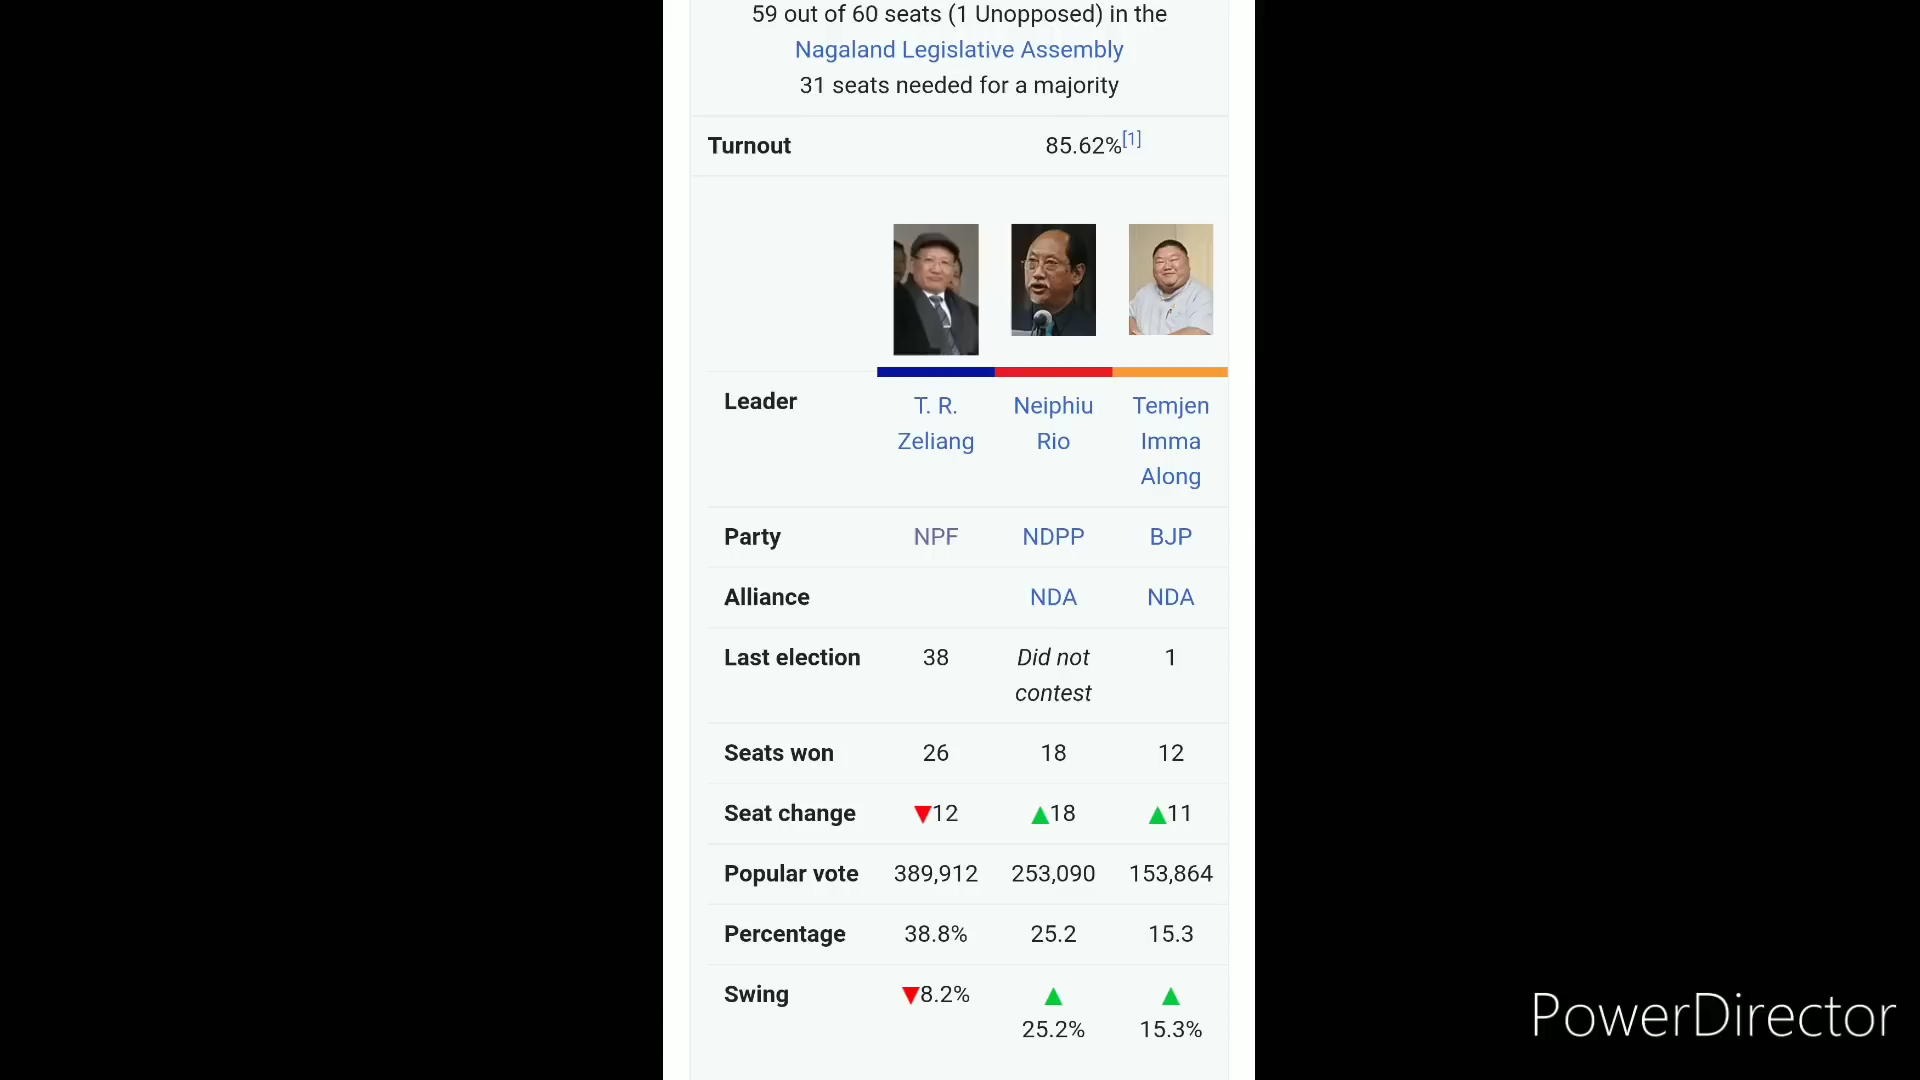 59 out of 60 seats (1 Unopposed) in the
Nagaland Legislative Assembly
31 seats needed for a majority
Turnout 85.62%[1]
Leader T. R. Zeliang Neiphiu Rio Temjen Imma Along
Party NPF NDPP BJP
Alliance NDA NDA
Last election 38 Did not contest 1
Seats won 26 18 12
Seat change ▼12 ▲18 ▲11
Popular vote 389,912 253,090 153,864
Percentage 38.8% 25.2 15.3
Swing ▼8.2% ▲25.2% ▲15.3%
PowerDirector